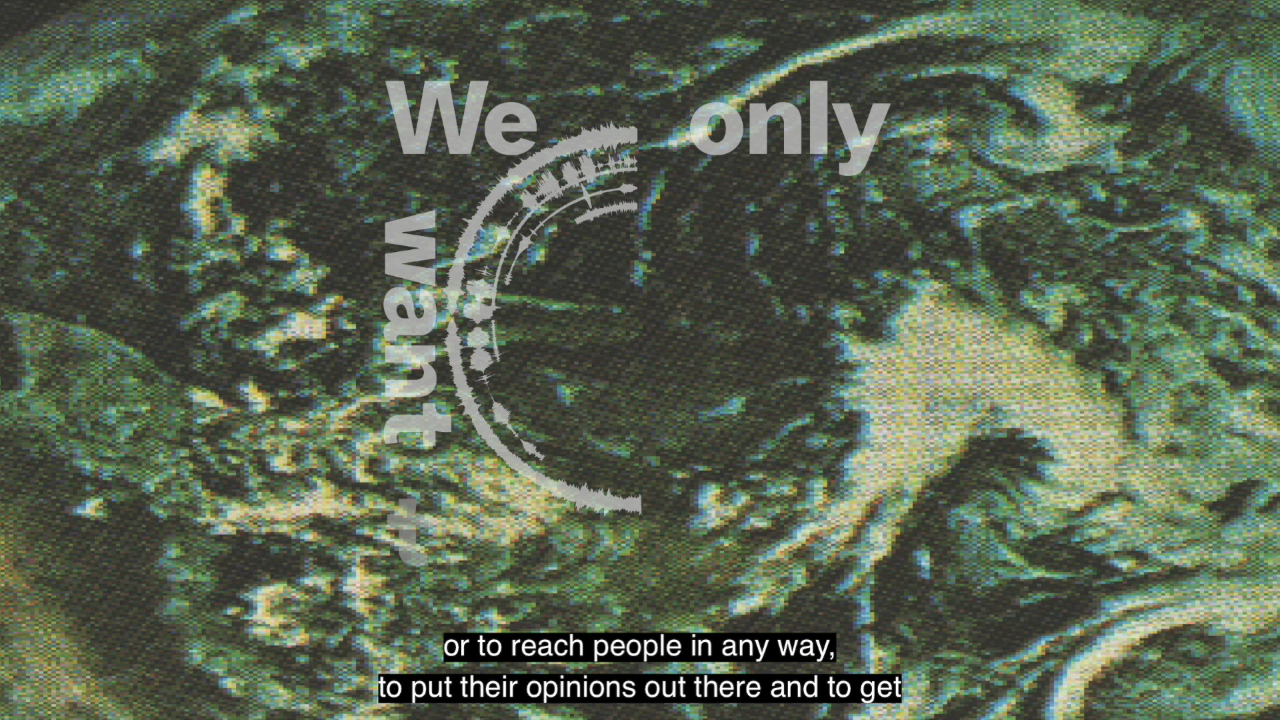 We only
want
or to reach people in any way,
to put their opinions out there and to get